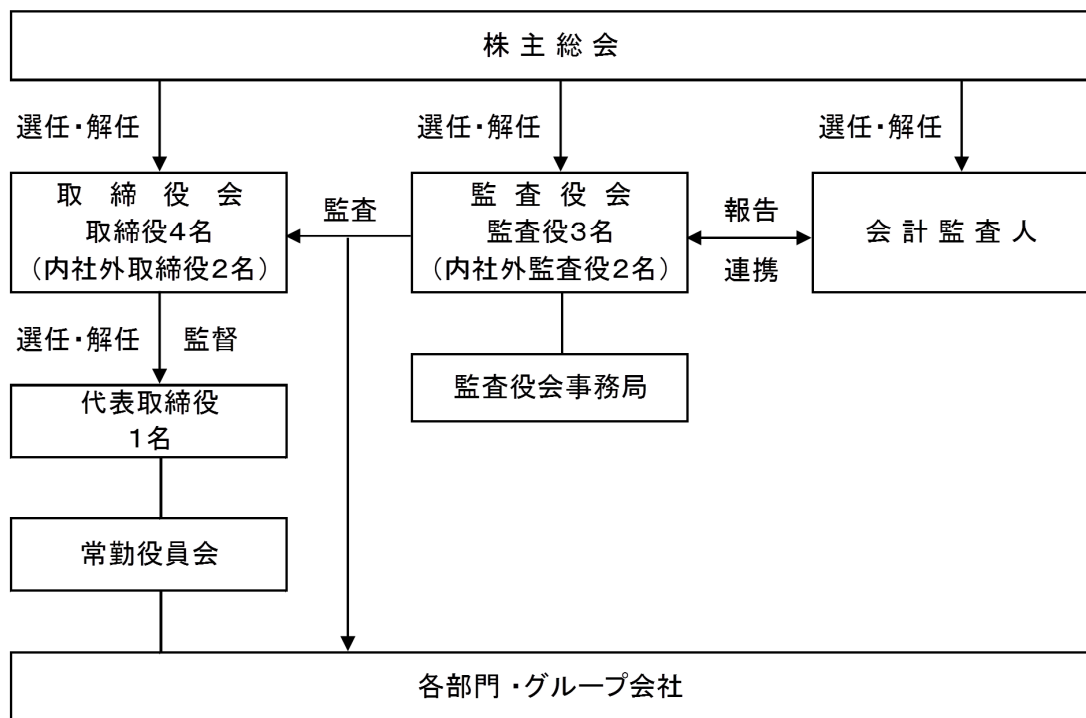 株 主 総 会
選任・解任
選任・解任
選任・解任
取 締 役 会
取締役4名
（内社外取締役2名）
監査
監 査 役 会
監査役3名
（内社外監査役2名）
報告
連携
会 計 監 査 人
選任・解任 監督
監査役会事務局
代表取締役
1名
常勤役員会
各部門・グループ会社